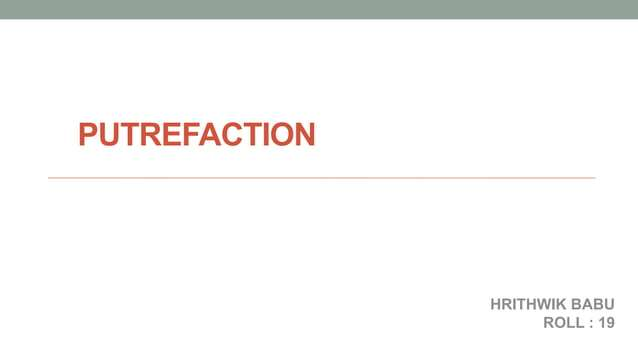 PUTREFACTION
HRITHWIK BABU
ROLL : 19